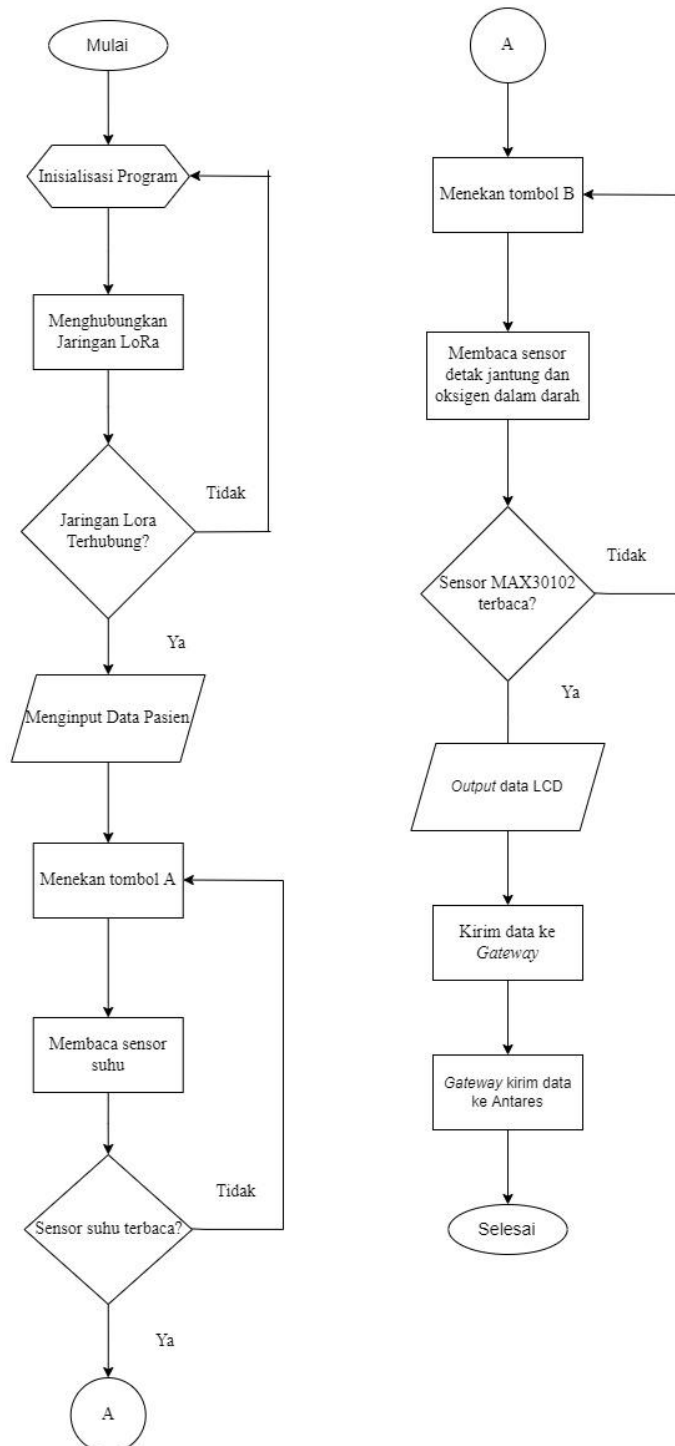 Mulai
Inisialisasi Program
Menghubungkan
Jaringan LoRa
Jaringan Lora
Terhubung?
Tidak
Ya
Menginput Data Pasien
Menekan tombol A
Membaca sensor
suhu
Sensor suhu terbaca?
Tidak
Ya
A
A
Menekan tombol B
Membaca sensor
detak jantung dan
oksigen dalam darah
Sensor MAX30102
terbaca?
Tidak
Ya
Output data LCD
Kirim data ke
Gateway
Gateway kirim data
ke Antares
Selesai